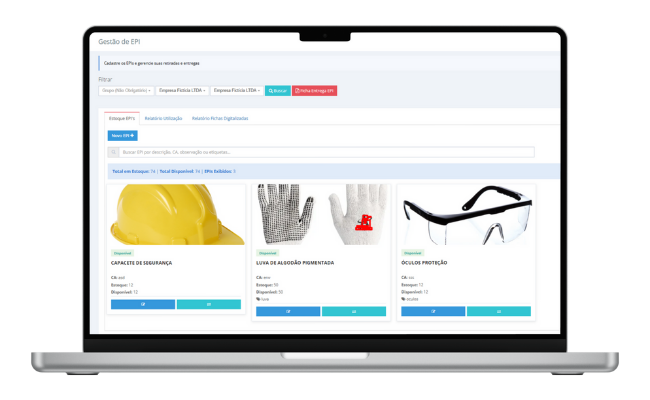 Gestão de EPI
Cadastre os EPIs e gerencie suas retiradas e entregas
Filtrar
Grupo (Não Obrigatório) Empresa Fictícia LTDA Empresa Fictícia LTDA Buscar Ficha Entrega EPI
Estoque EPI's Relatório Utilização Relatório Fichas Digitalizadas
Novo EPI +
Buscar EPI por descrição, CA, observação ou etiquetas...
Total em Estoque: 74 | Total Disponível: 74 | EPIs Exibidos: 3
Disponível Disponível Disponível
CAPACETE DE SEGURANÇA LUVA DE ALGODÃO PIGMENTADA ÓCULOS PROTEÇÃO
CA: CA: CA:
Estoque: 12 Estoque: 50 Estoque: 12
Disponível: 12 Disponível: 50 Disponível: 12
luva oculos